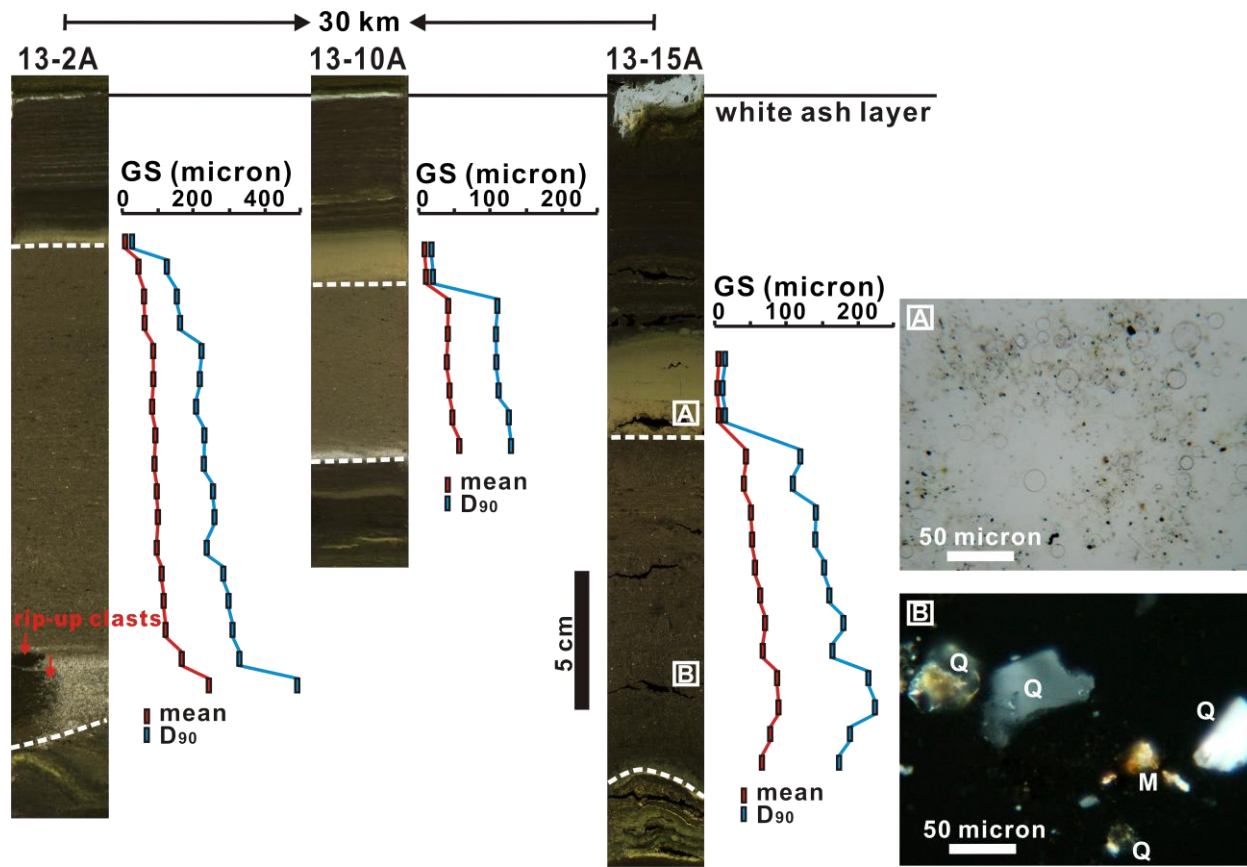 30 km
13-2A
13-10A
13-15A
white ash layer
GS (micron)
0 200 400
GS (micron)
0 100 200
GS (micron)
0 100 200
A
mean
D90
rip-up clasts
mean
D90
5 cm
B
mean
D90
A
50 micron
B
Q
Q
Q
M
Q
50 micron